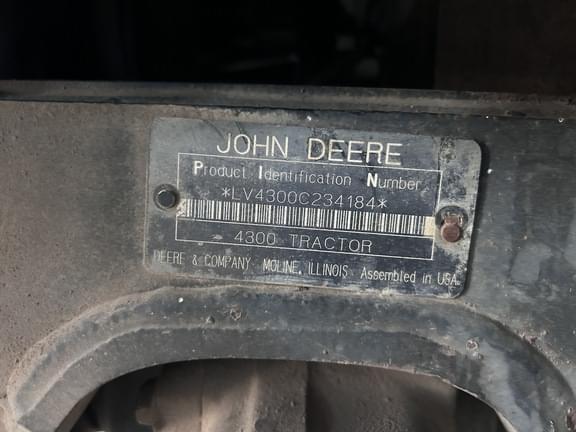 JOHN DEERE
Product Identification Number
*LV4300C234184*
4300 TRACTOR
DEERE & COMPANY MOLINE, ILLINOIS Assembled in USA